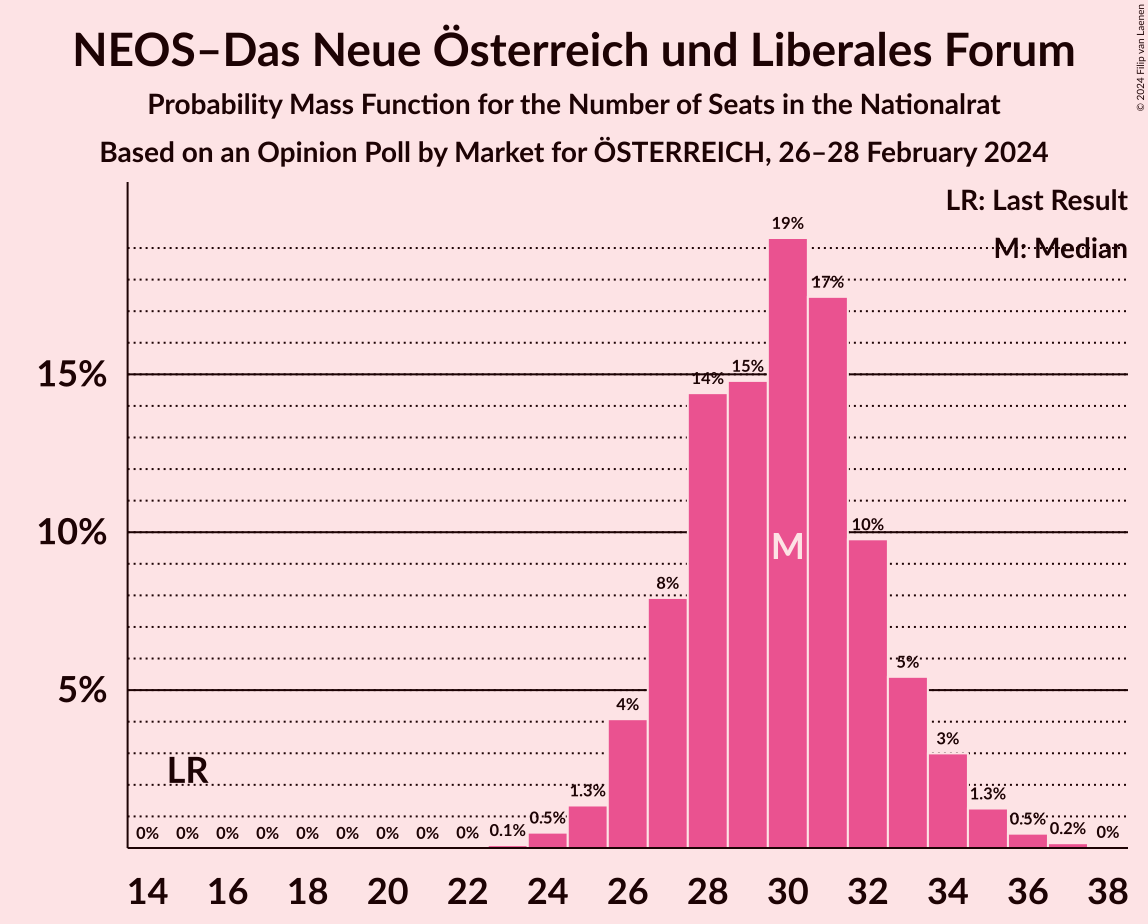 NEOS–Das Neue Österreich und Liberales Forum
Probability Mass Function for the Number of Seats in the Nationalrat
Based on an Opinion Poll by Market for ÖSTERREICH, 26–28 February 2024
© 2024 Filip van Laenen
LR: Last Result
M: Median
15%
10%
5%
LR
M
0% 0% 0% 0% 0% 0% 0% 0% 0% 0.1% 0.5% 1.3% 4% 8% 14% 15% 19% 17% 10% 5% 3% 1.3% 0.5% 0.2% 0%
14 16 18 20 22 24 26 28 30 32 34 36 38